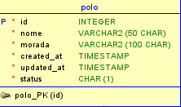 polo
P * id INTEGER
* nome VARCHAR2 (50 CHAR)
* morada VARCHAR2 (100 CHAR)
* created_at TIMESTAMP
* updated_at TIMESTAMP
* status CHAR (1)
polo_PK (id)